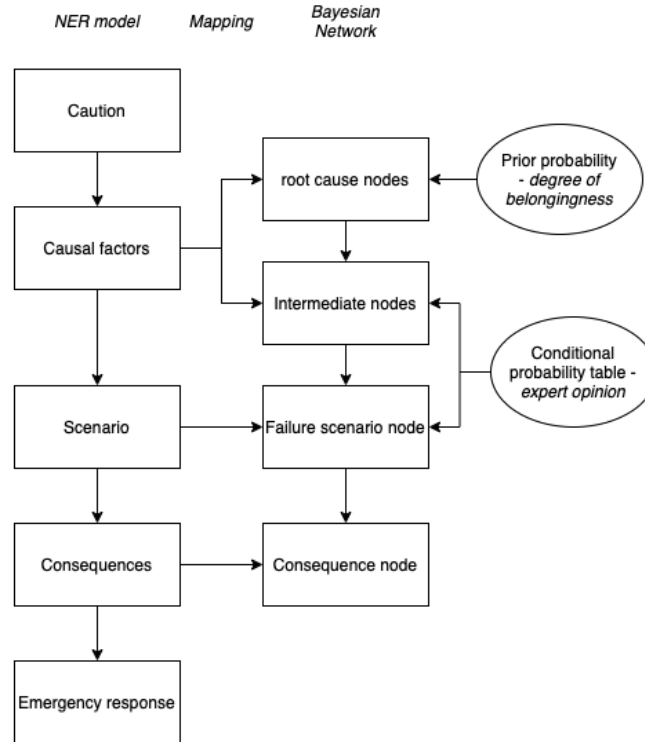 NER model
Mapping
Bayesian
Network
Caution
root cause nodes
Prior probability
- degree of
belongingness
Causal factors
Intermediate nodes
Conditional
probability table -
expert opinion
Scenario
Failure scenario node
Consequences
Consequence node
Emergency response